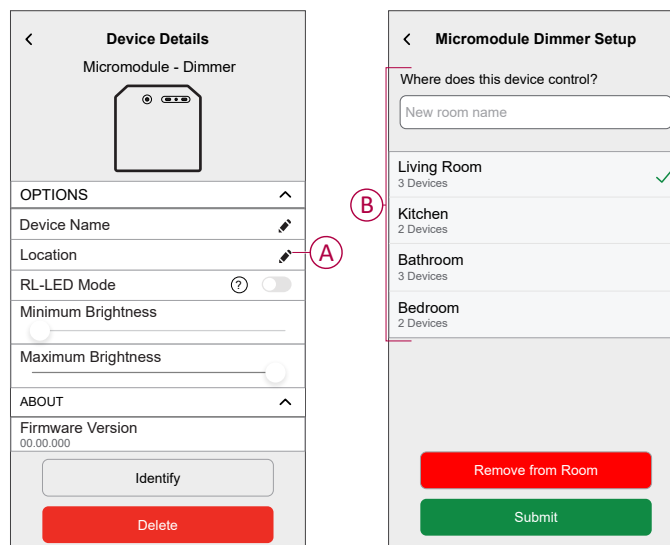 Device Details
Micromodule - Dimmer
OPTIONS
Device Name
Location
A
RL-LED Mode
?
Minimum Brightness
Maximum Brightness
ABOUT
Firmware Version
00.00.000
Identify
Delete
Micromodule Dimmer Setup
Where does this device control?
New room name
B
Living Room
3 Devices
Kitchen
2 Devices
Bathroom
3 Devices
Bedroom
2 Devices
Remove from Room
Submit